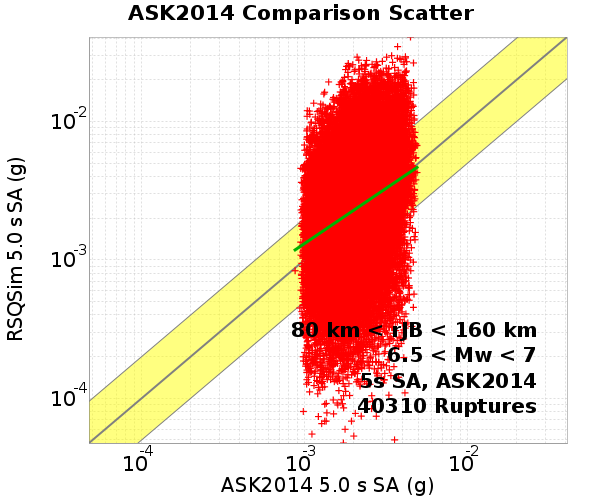 ASK2014 Comparison Scatter
RSQSim 5.0 s SA (g)
10-2
10-3
10-4
80 km < rJB < 160 km
6.5 < Mw < 7
5s SA, ASK2014
40310 Ruptures
10-4 10-3 10-2
ASK2014 5.0 s SA (g)